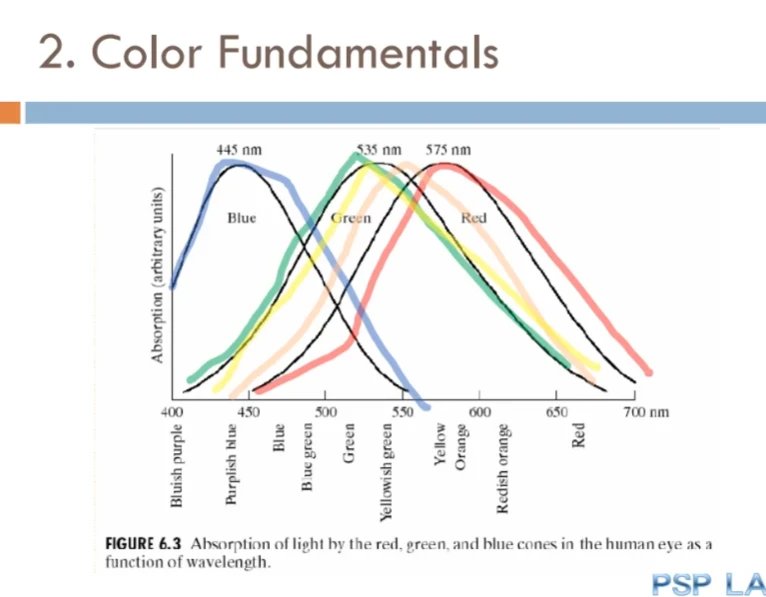 2. Color Fundamentals
445 nm
535 nm
575 nm
Absorption (arbitrary units)
Blue
Green
Red
400
450
500
550
600
650
700 nm
Bluish purple
Purplish blue
Blue
Blue green
Green
Yellowish green
Yellow
Orange
Redish orange
Red
FIGURE 6.3 Absorption of light by the red, green, and blue cones in the human eye as a
function of wavelength.
PSP LA